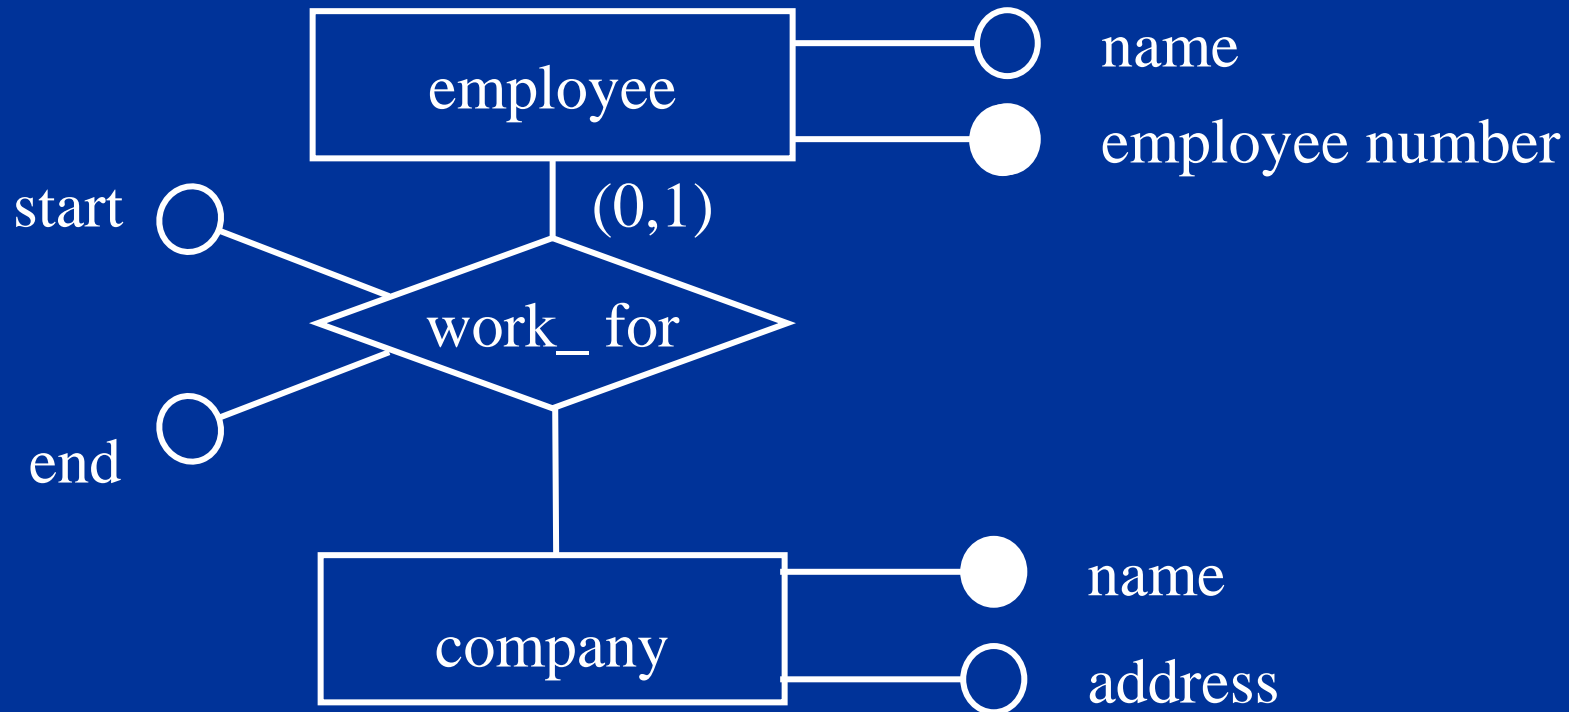 employee
name
employee number
start
(0,1)
work_ for
end
name
company
address